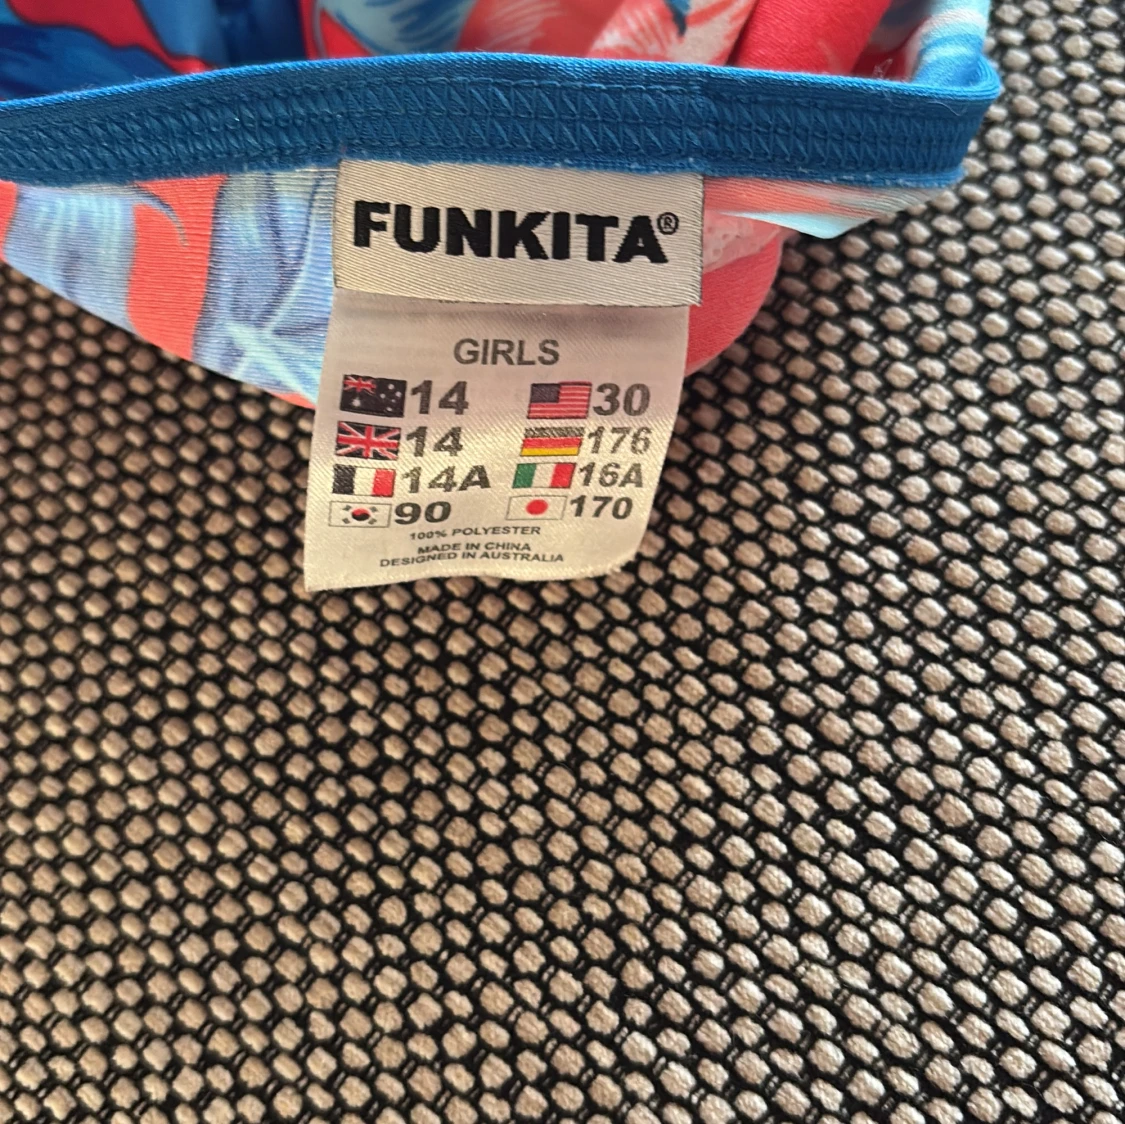 FUNKITA®
GIRLS
14 30
14 176
14A 16A
90 170
100% POLYESTER
MADE IN CHINA
DESIGNED IN AUSTRALIA